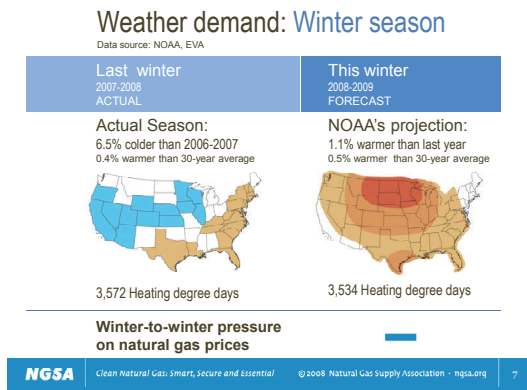 Weather demand: Winter season
Data source: NOAA, EVA
Last winter
2007-2008
ACTUAL
This winter
2008-2009
FORECAST
Actual Season:
6.5% colder than 2006-2007
0.4% warmer than 30-year average
NOAA's projection:
1.1% warmer than last year
0.5% warmer than 30-year average
3,572 Heating degree days
3,534 Heating degree days
Winter-to-winter pressure
on natural gas prices
NGSA
Clean Natural Gas: Smart, Secure and Essential
©2008 Natural Gas Supply Association • ngsa.org
7